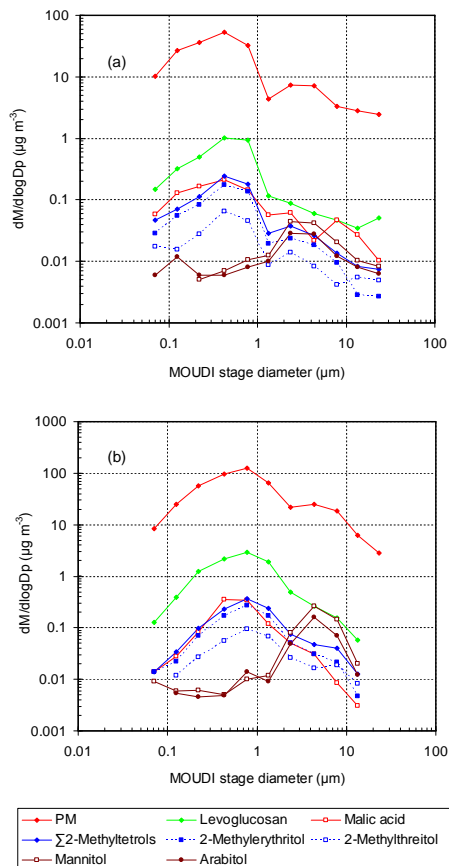 100
(a)
10
1
0.1
0.01
0.001
0.01 0.1 1 10 100
dM/dlogDp (µg m⁻³)
MOUDI stage diameter (µm)
1000
(b)
100
10
1
0.1
0.01
0.001
0.01 0.1 1 10 100
dM/dlogDp (µg m⁻³)
MOUDI stage diameter (µm)
PM Levoglucosan Malic acid
∑2-Methyltetrols 2-Methylerythritol 2-Methylthreitol
Mannitol Arabitol